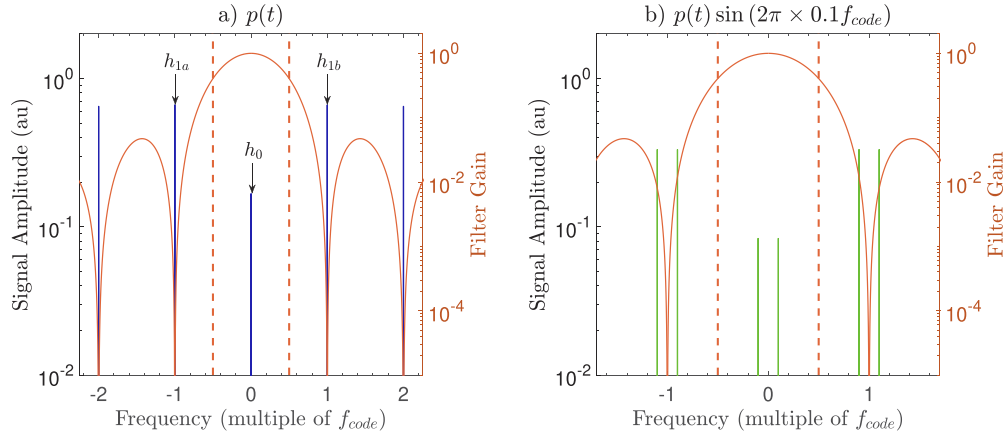 a) p(t)
h1a
h1b
h0
10^0
10^-1
10^-2
Signal Amplitude (au)
10^0
10^-2
10^-4
Filter Gain
-2 -1 0 1 2
Frequency (multiple of fcode)
b) p(t) sin (2π × 0.1fcode)
10^0
10^-1
10^-2
Signal Amplitude (au)
10^0
10^-2
10^-4
Filter Gain
-1 0 1
Frequency (multiple of fcode)